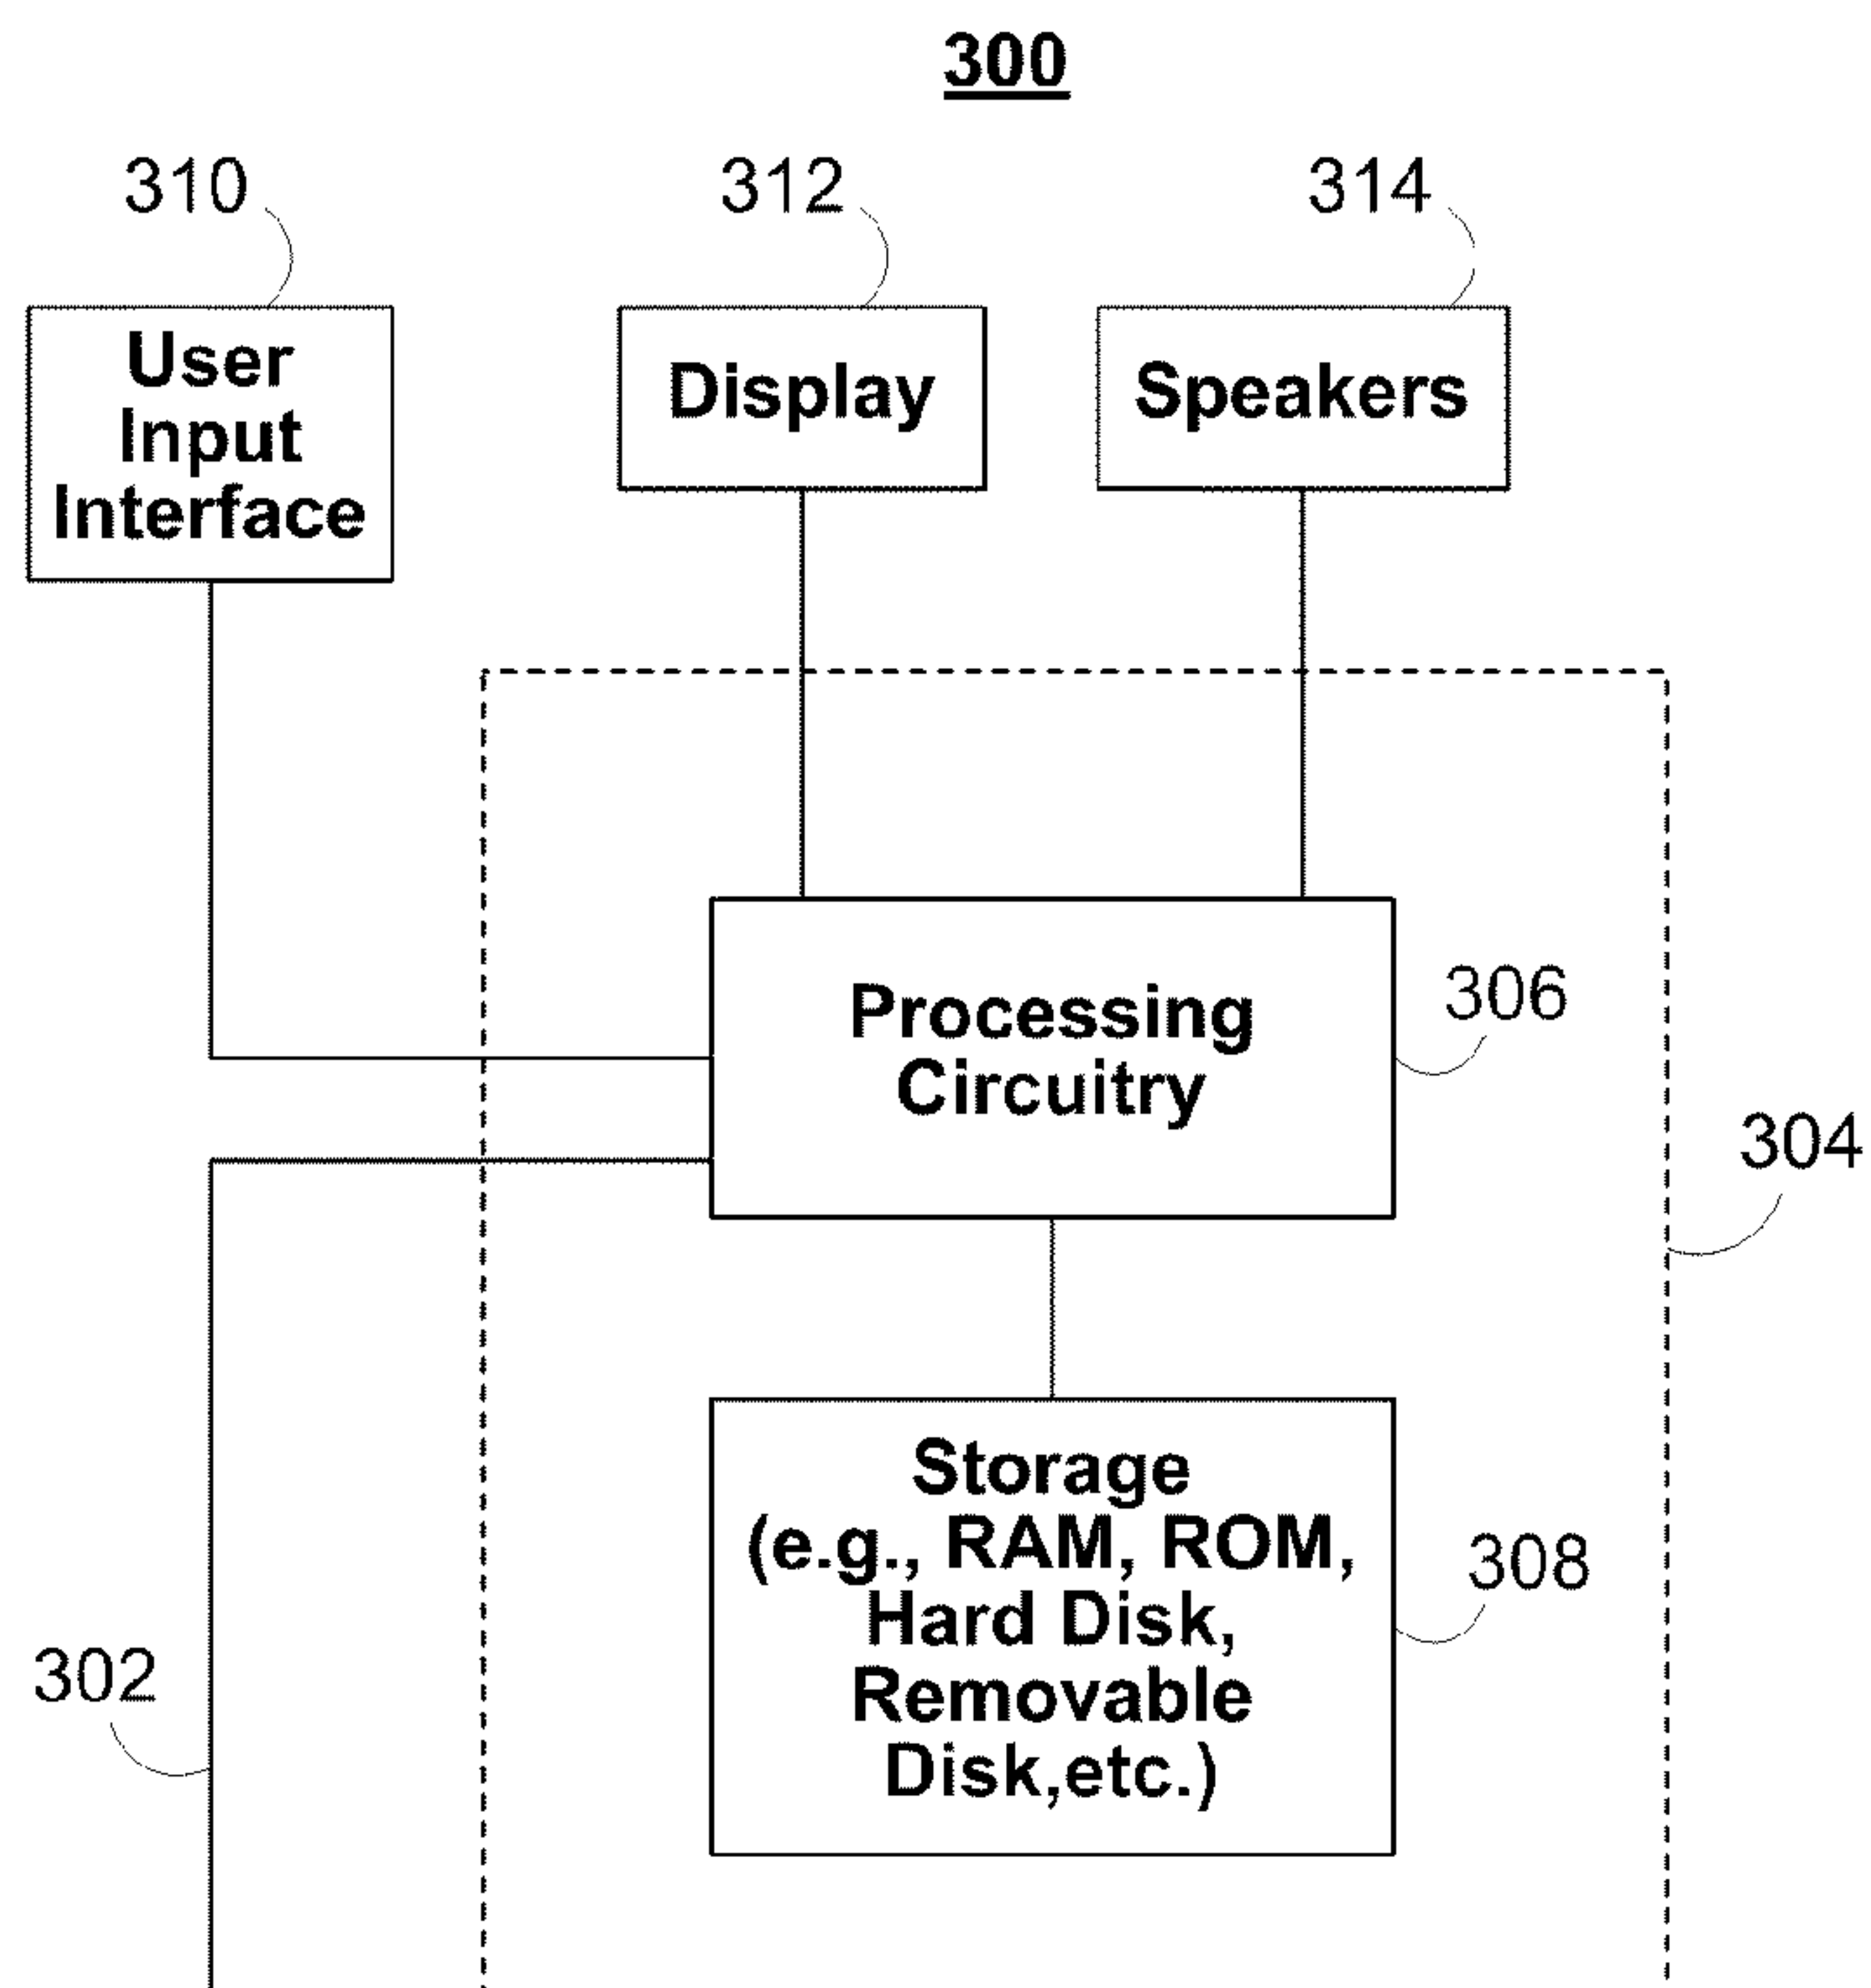 300
310
312
314
User
Input
Interface
Display
Speakers
Processing
Circuitry
306
304
Storage
(e.g., RAM, ROM,
Hard Disk,
Removable
Disk,etc.)
308
302